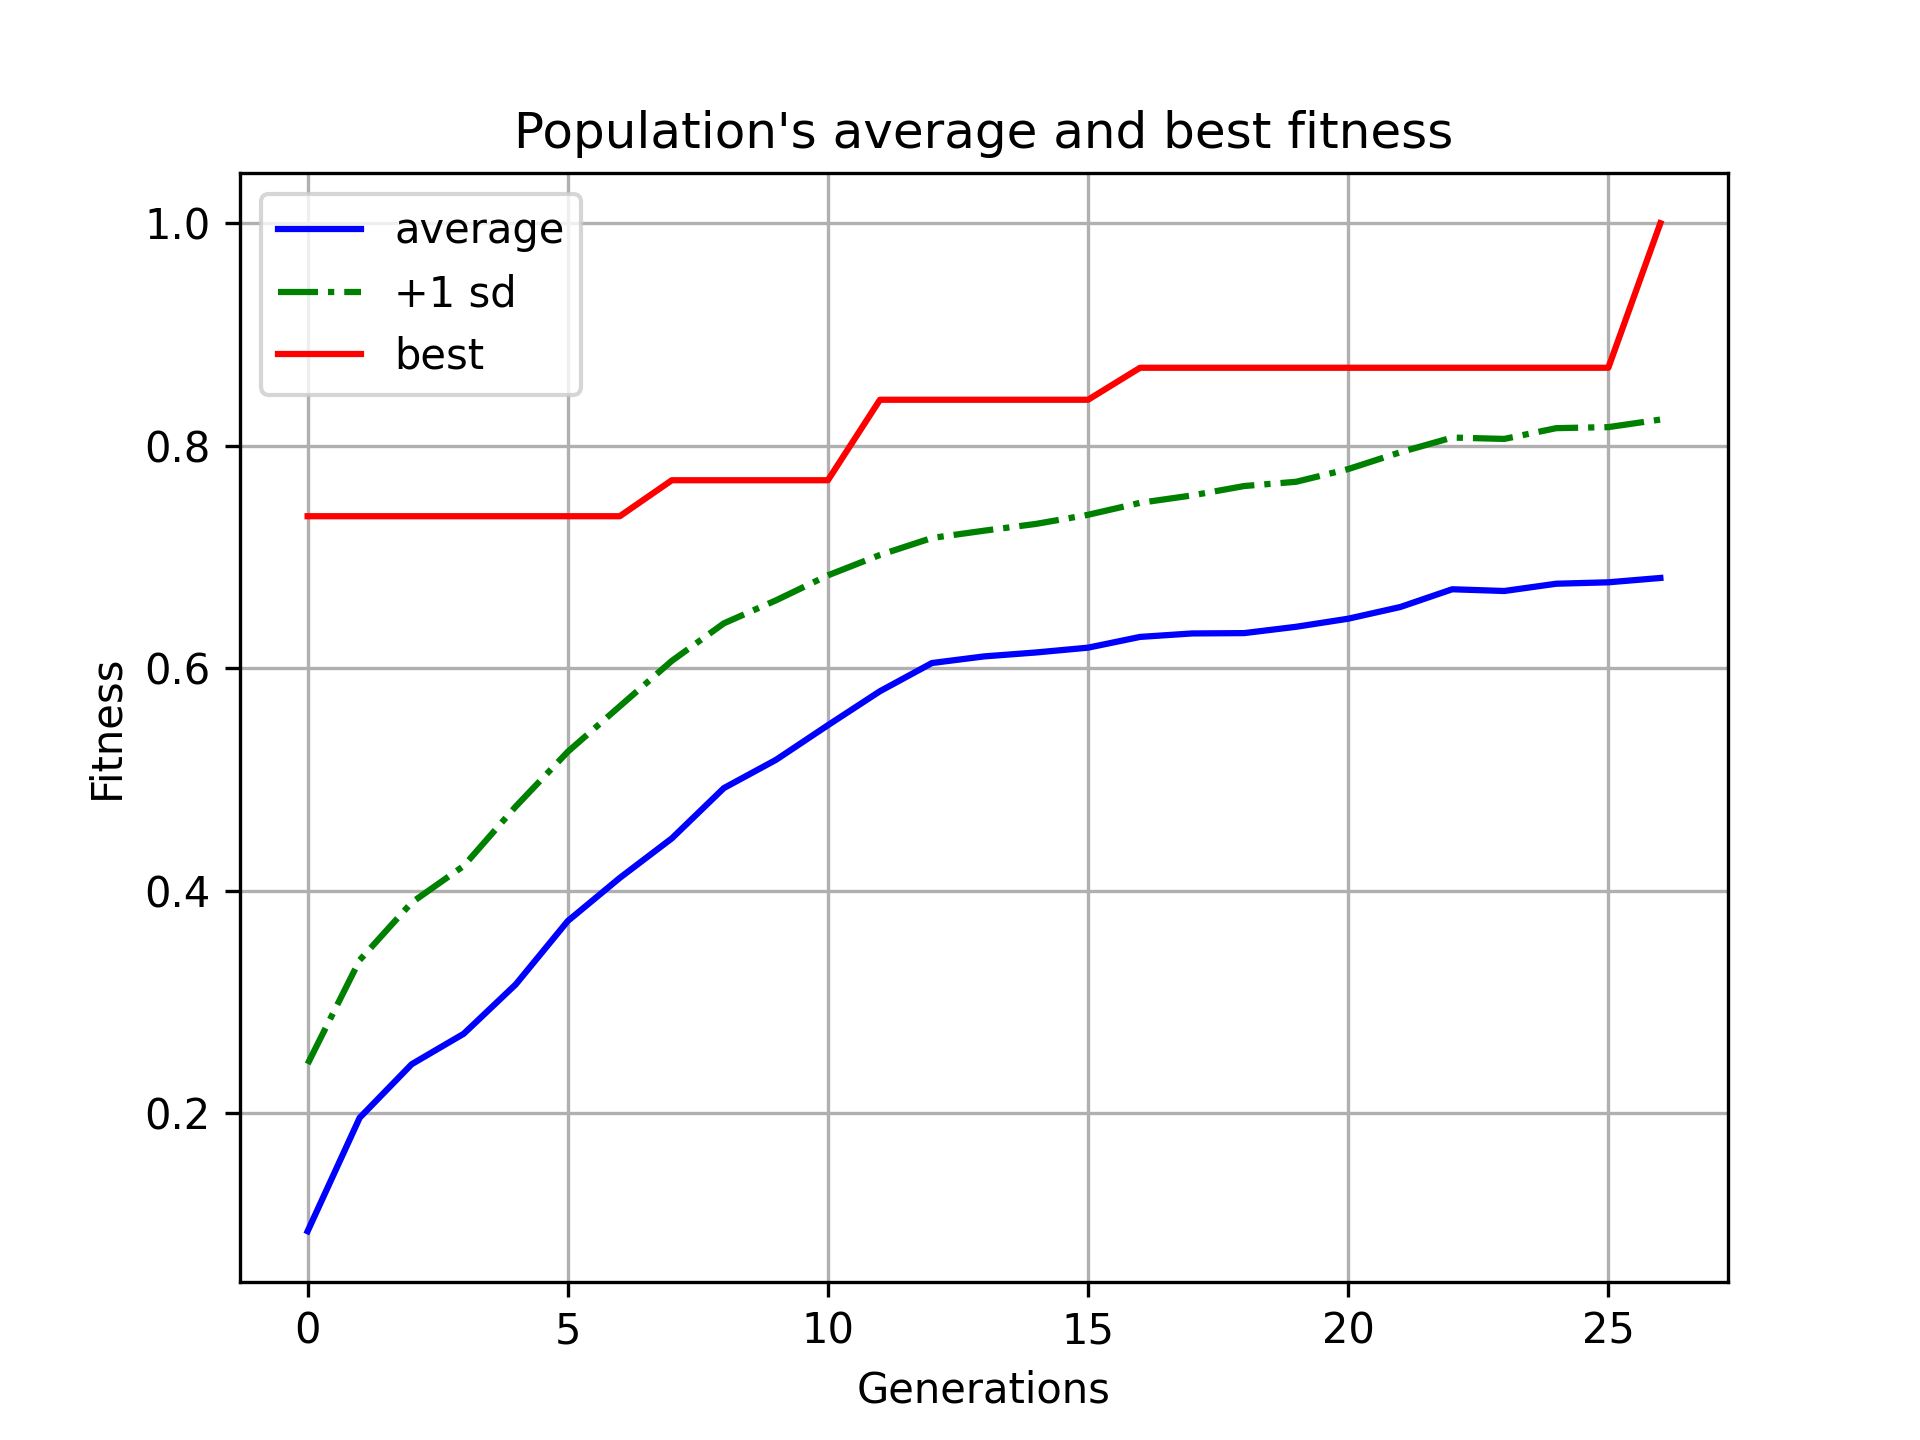 Population's average and best fitness
average
+1 sd
best
1.0
0.8
0.6
0.4
0.2
Fitness
0 5 10 15 20 25
Generations